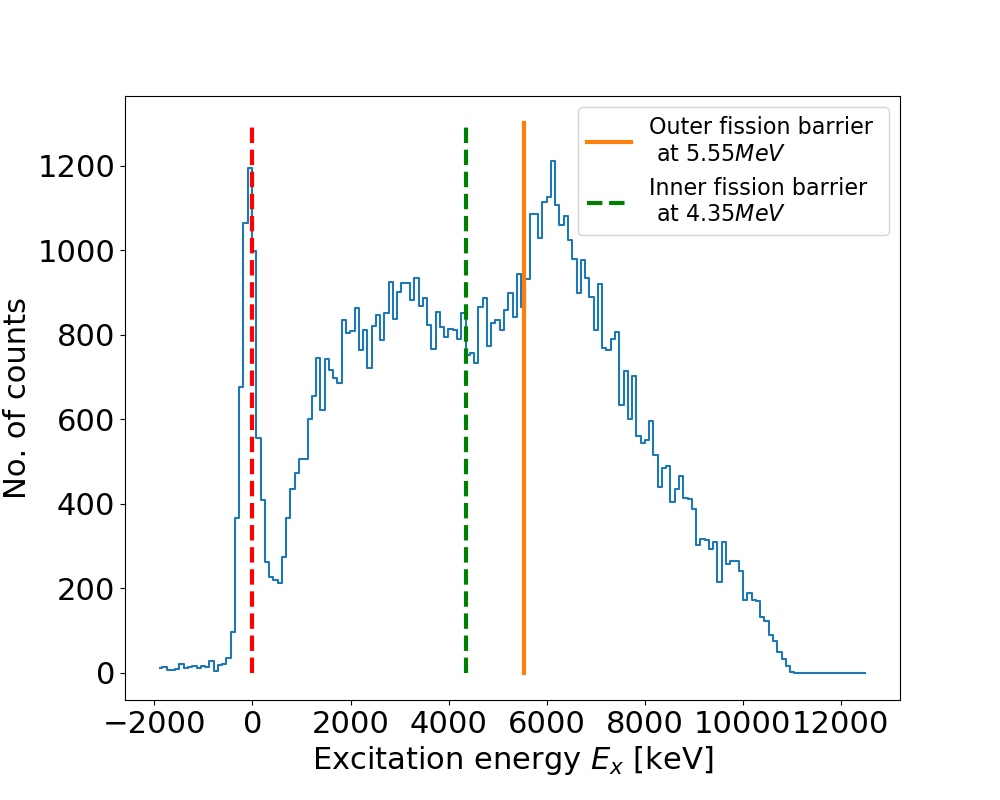 Outer fission barrier
at 5.55MeV
Inner fission barrier
at 4.35MeV
1200
1000
800
600
400
200
0
No. of counts
−2000 0 2000 4000 6000 8000 10000 12000
Excitation energy Eₓ [keV]